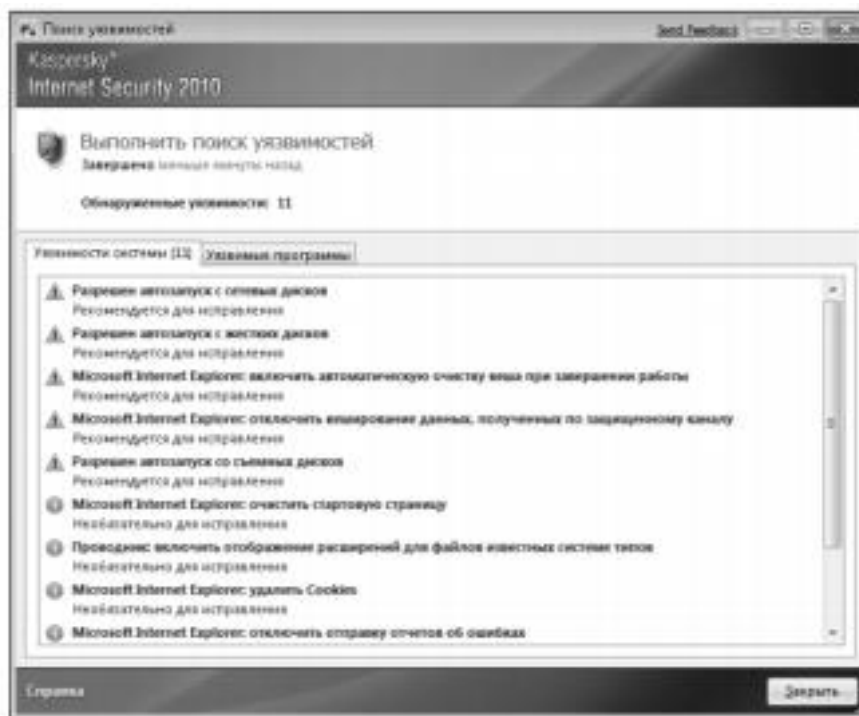 Поиск уязвимостей
Send Feedback
Kaspersky®
Internet Security 2010
Выполнить поиск уязвимостей
Завершено меньше минуты назад
Обнаруженные уязвимости: 11
Уязвимости системы (11) Уязвимые программы
Разрешен автозапуск с сетевых дисков
Рекомендуется для исправления
Разрешен автозапуск с жестких дисков
Рекомендуется для исправления
Microsoft Internet Explorer: включить автоматическую очистку кеша при завершении работы
Рекомендуется для исправления
Microsoft Internet Explorer: отключить кеширование данных, полученных по защищенному каналу
Рекомендуется для исправления
Разрешен автозапуск со съемных дисков
Рекомендуется для исправления
Microsoft Internet Explorer: очистить стартовую страницу
Необязательно для исправления
Проводник: включить отображение расширений для файлов известных системе типов
Необязательно для исправления
Microsoft Internet Explorer: удалить Cookies
Необязательно для исправления
Microsoft Internet Explorer: отключить отправку отчетов об ошибках
Справка
Закрыть